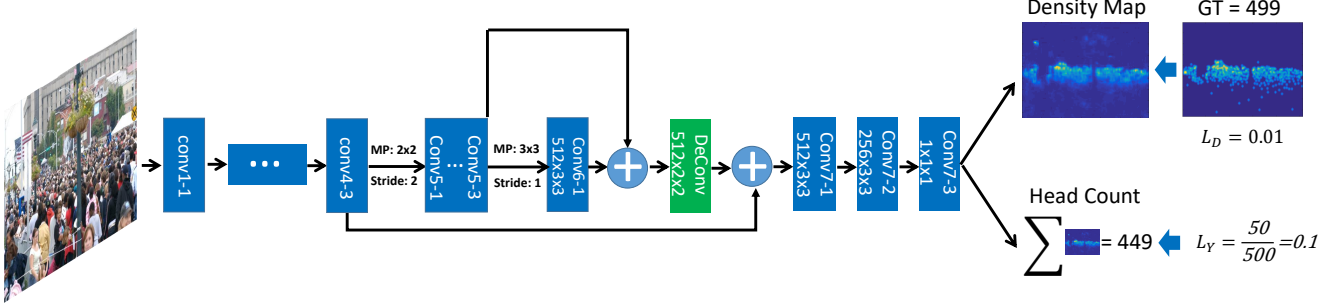 Density Map
GT = 499
conv1-1
...
conv4-3
MP: 2x2
Stride: 2
Conv5-1
...
Conv5-3
MP: 3x3
Stride: 1
Conv6-1
512x3x3
+
DeConv
512x2x2
+
Conv7-1
512x3x3
Conv7-2
256x3x3
Conv7-3
1x1x1
L_D = 0.01
Head Count
∑ = 449
L_Y = 50/500 =0.1